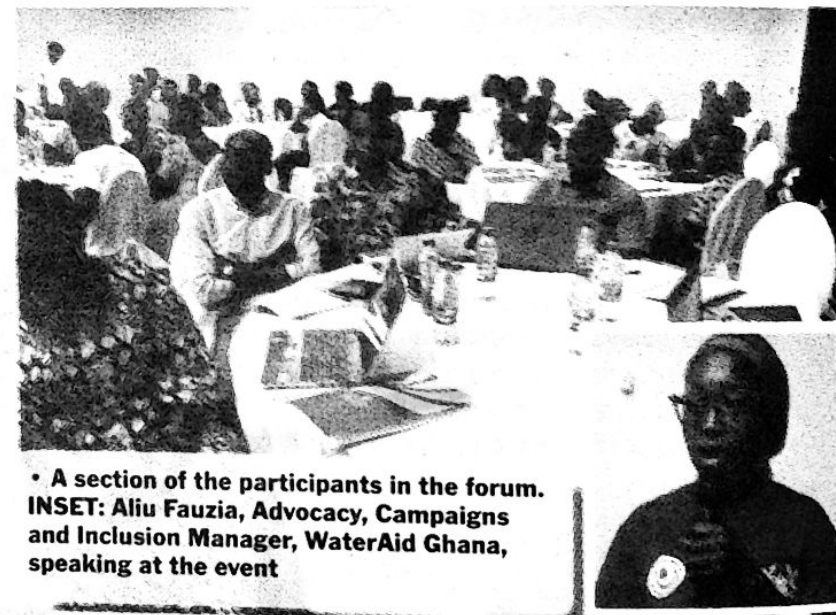 • A section of the participants in the forum.
INSET: Aliu Fauzia, Advocacy, Campaigns
and Inclusion Manager, WaterAid Ghana,
speaking at the event